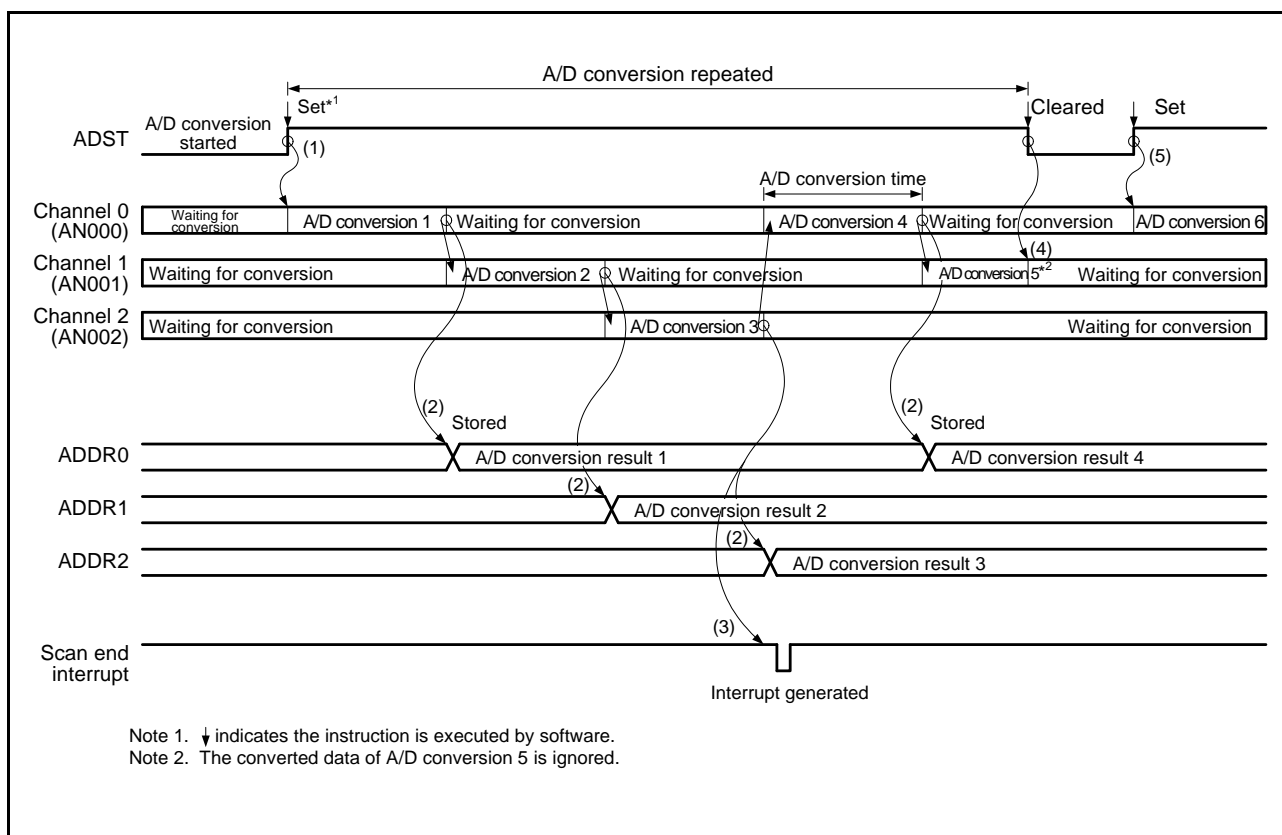 A/D conversion repeated
Set*1
Cleared
Set
ADST
A/D conversion
started
(1)
(5)
A/D conversion time
Channel 0
(AN000)
Waiting for
conversion
A/D conversion 1
Waiting for conversion
A/D conversion 4
Waiting for conversion
A/D conversion 6
(4)
Channel 1
(AN001)
Waiting for conversion
A/D conversion 2
Waiting for conversion
A/D conversion 5*2
Waiting for conversion
Channel 2
(AN002)
Waiting for conversion
A/D conversion 3
Waiting for conversion
(2)
Stored
(2)
Stored
ADDR0
A/D conversion result 1
A/D conversion result 4
(2)
ADDR1
A/D conversion result 2
(2)
ADDR2
A/D conversion result 3
(3)
Scan end
interrupt
Interrupt generated
Note 1. ↓ indicates the instruction is executed by software.
Note 2. The converted data of A/D conversion 5 is ignored.